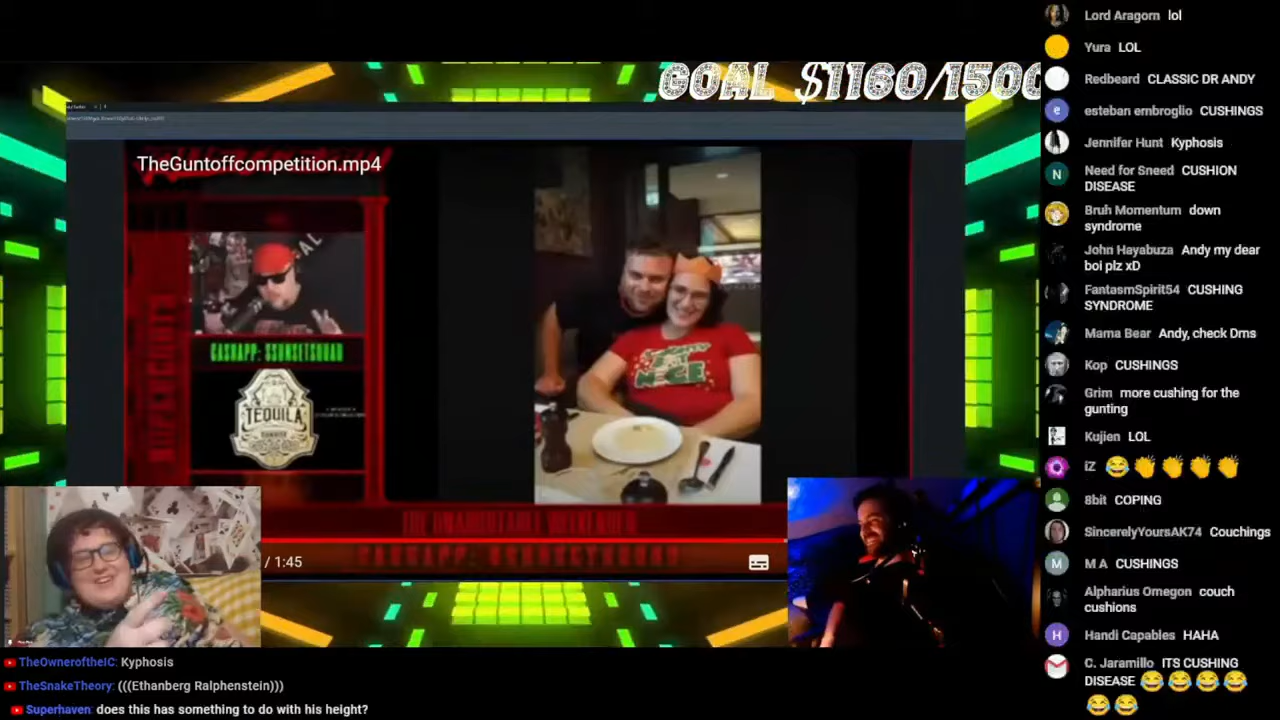 GOAL $1160/1500
TheGuntoffcompetition.mp4
CASHAPP: $SUNSETSQUAD
TEQUILA
/ 1:45
Lord Aragorn lol
Yura LOL
Redbeard CLASSIC DR ANDY
esteban ernbroglio CUSHINGS
Jennifer Hunt Kyphosis
Need for Sneed CUSHION
DISEASE
Bruh Momentum down
syndrome
John Hayabuza Andy my dear
boi plz xD
FantasmSpirit54 CUSHING
SYNDROME
Mama Bear Andy, check Dms
Kop CUSHINGS
Grim more cushing for the
gunting
Kujien LOL
iZ 😂👏👏👏👏
8bit COPING
SincerelyYoursAK74 Couchings
M A CUSHINGS
Alpharius Omegon couch
cushions
Handi Capables HAHA
C. Jaramillo ITS CUSHING
DISEASE 😂😂😂😂
😂😂
TheOwneroftheIC: Kyphosis
TheSnakeTheory: (((Ethanberg Ralphenstein)))
Superhaven: does this has something to do with his height?